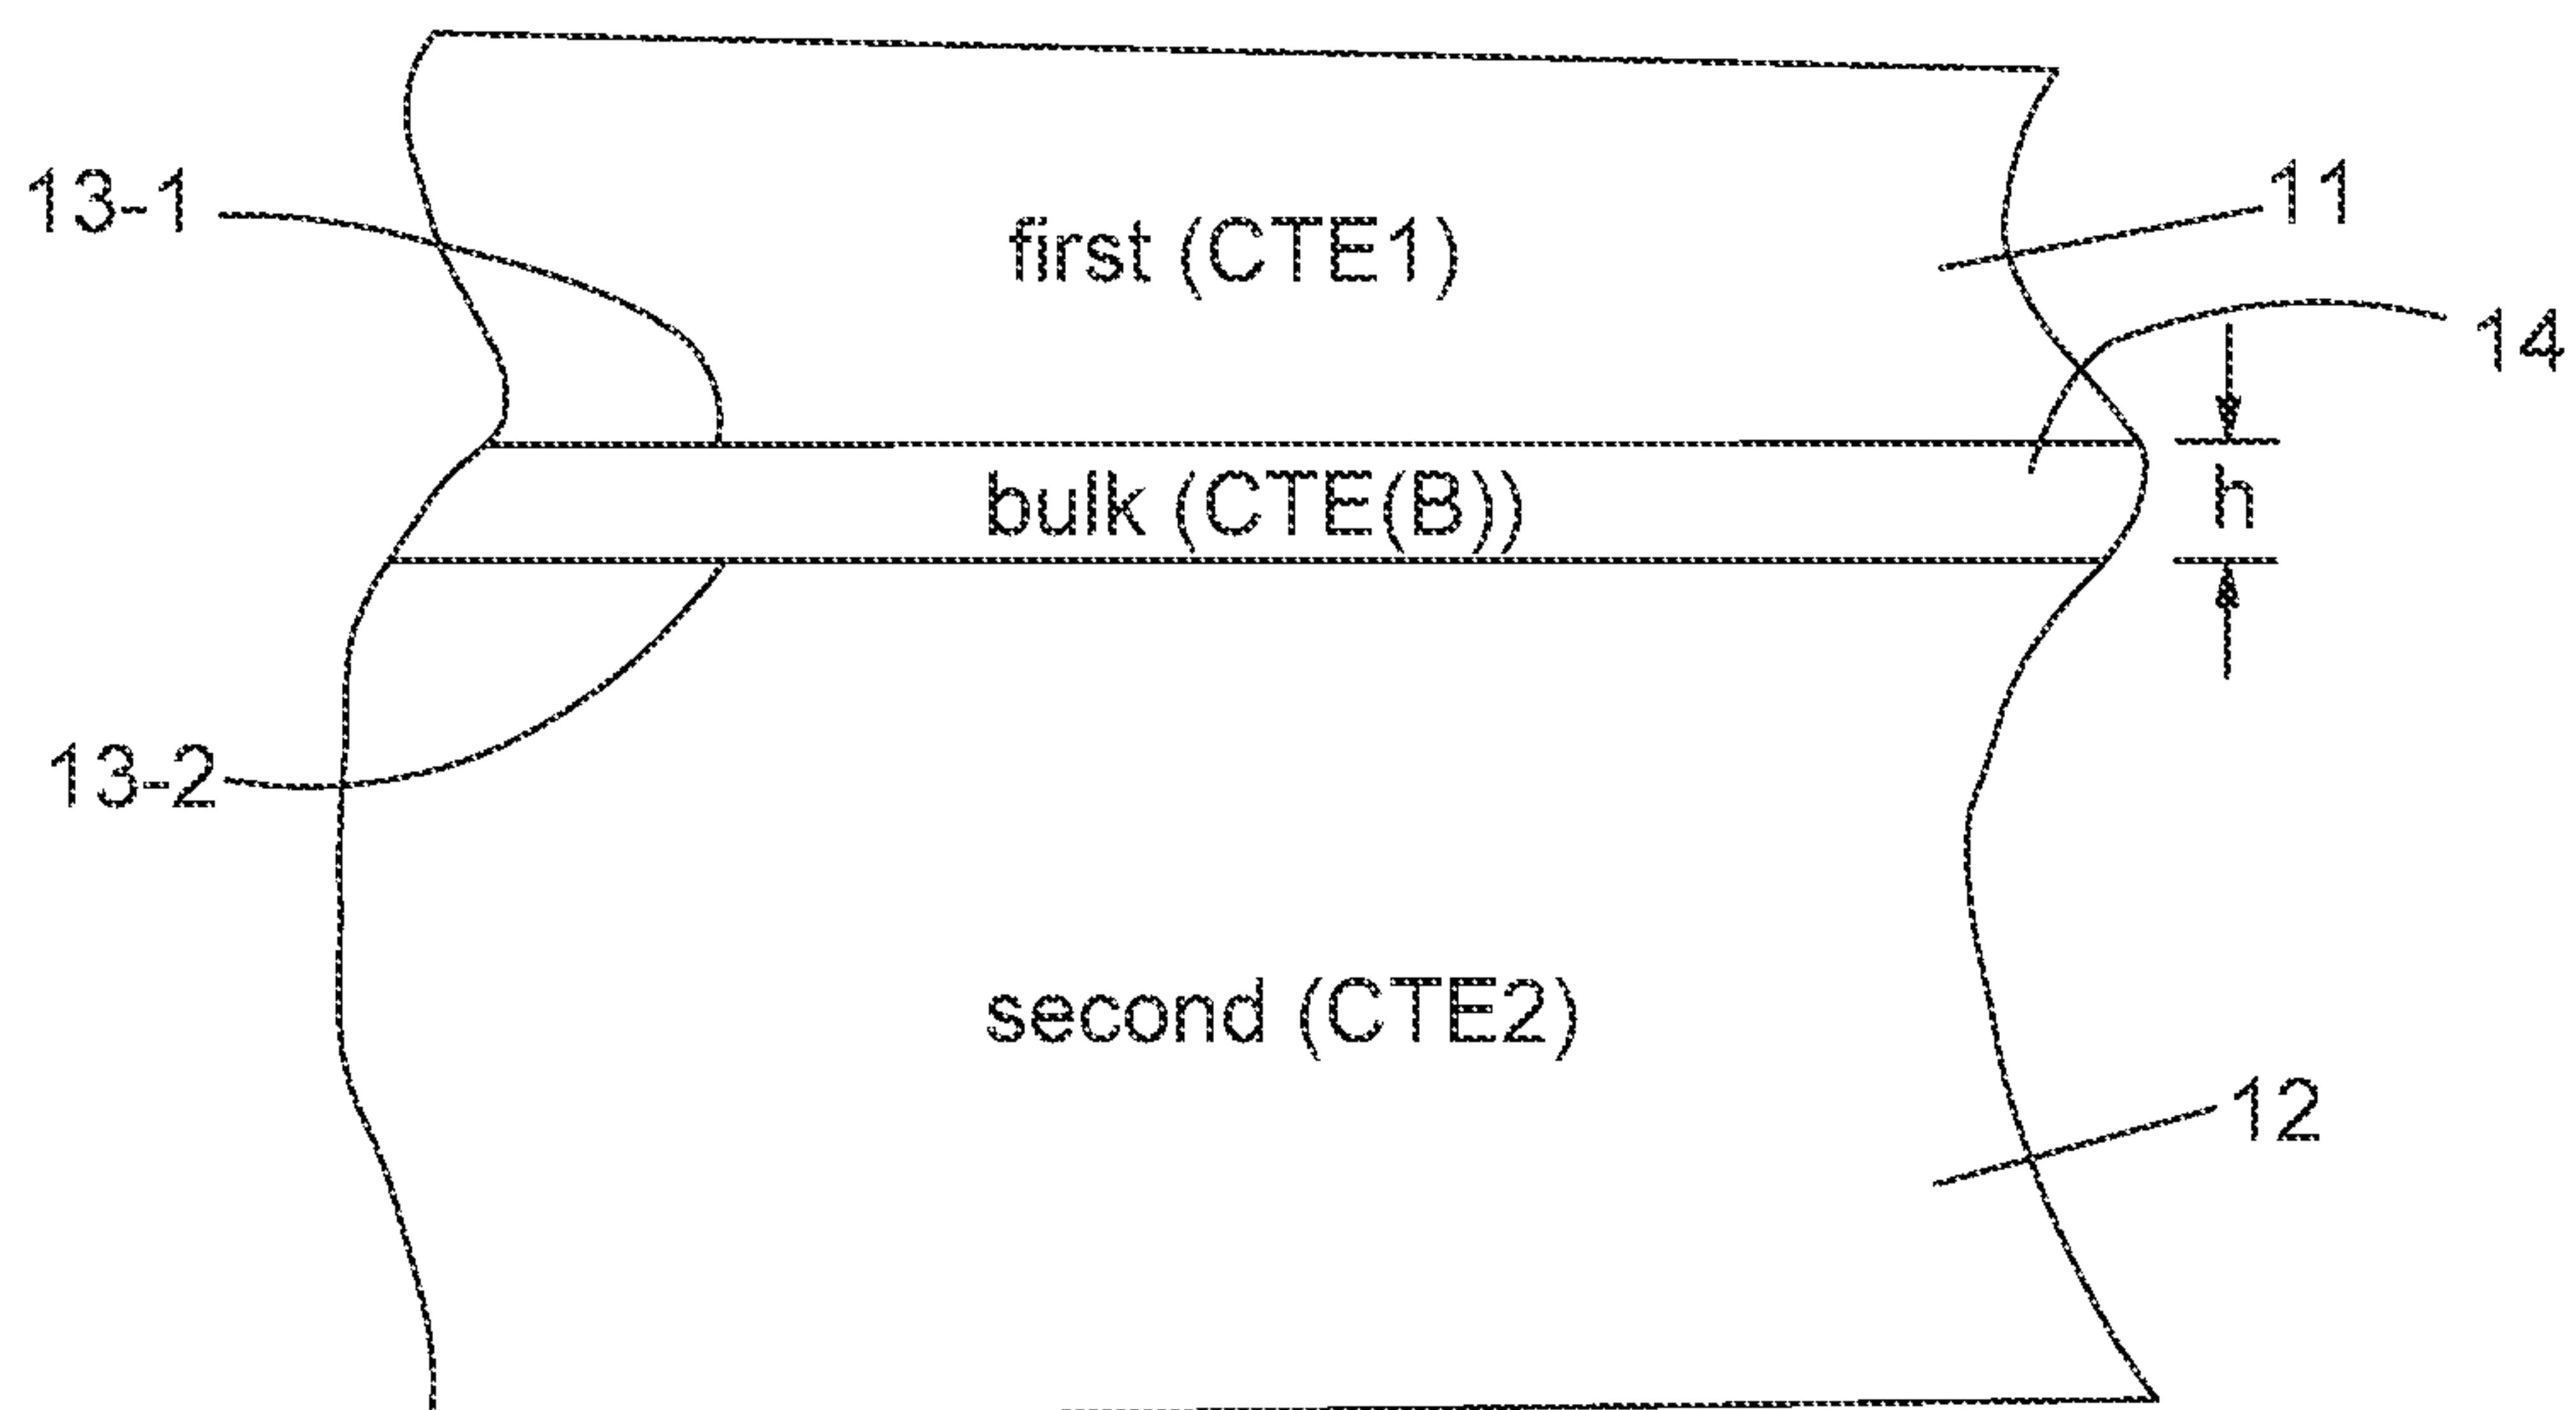 13-1
first (CTE1)
11
14
bulk (CTE(B))
h
13-2
second (CTE2)
12